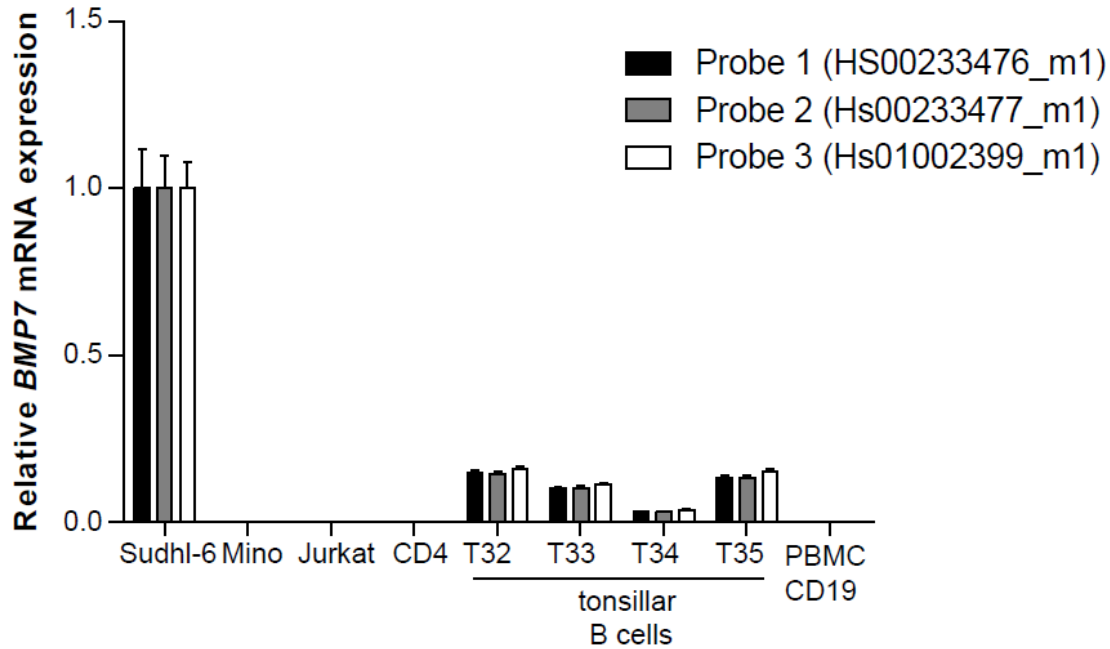 Relative BMP7 mRNA expression
1.5
1.0
0.5
0.0
Probe 1 (HS00233476_m1)
Probe 2 (Hs00233477_m1)
Probe 3 (Hs01002399_m1)
Sudhl-6 Mino Jurkat CD4 T32 T33 T34 T35 PBMC
CD19
tonsillar
B cells